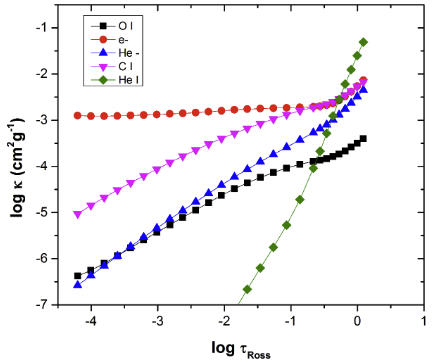 O I
e-
He -
C I
He I
-1
-2
-3
-4
-5
-6
-7
log κ (cm²g⁻¹)
-4 -3 -2 -1 0 1
log τRoss